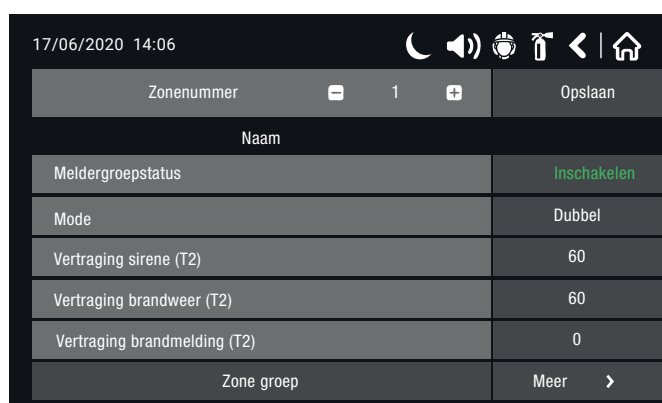 17/06/2020 14:06
Zonenummer 1 Opslaan
Naam
Meldergroepstatus Inschakelen
Mode Dubbel
Vertraging sirene (T2) 60
Vertraging brandweer (T2) 60
Vertraging brandmelding (T2) 0
Zone groep Meer